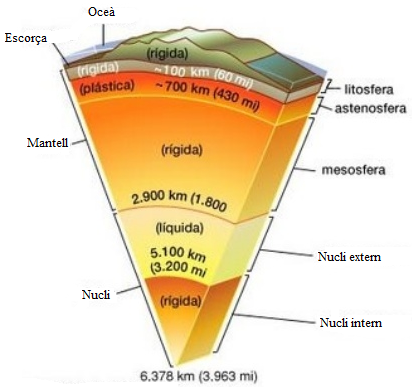 Oceà
Escorça
(rígida)
(rígida)
~100 km (60 mi)
(plástica)
~700 km (430 mi)
litosfera
astenosfera
Mantell
(rígida)
mesosfera
2.900 km (1.800
(líquida)
5.100 km
(3.200 mi
Nucli extern
Nucli
(rígida)
Nucli intern
6.378 km (3.963 mi)